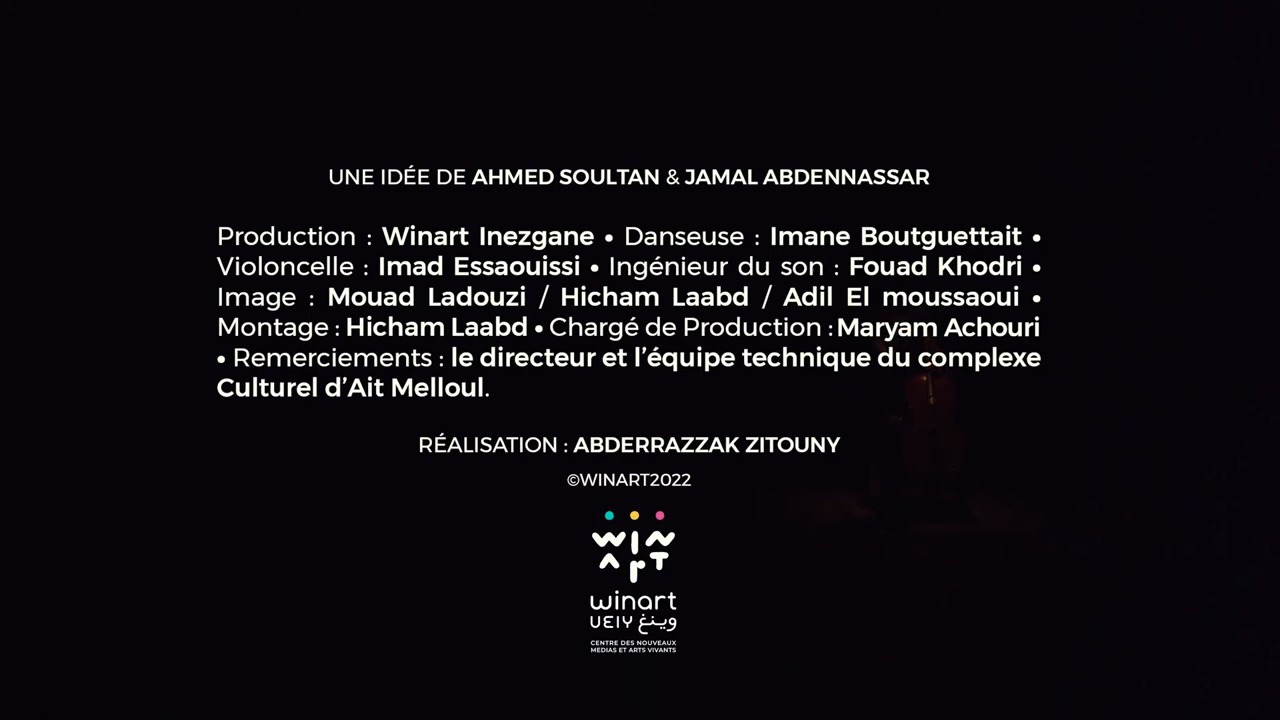 UNE IDÉE DE AHMED SOULTAN & JAMAL ABDENNASSAR
Production : Winart Inezgane • Danseuse : Imane Boutguettait •
Violoncelle : Imad Essaouissi • Ingénieur du son : Fouad Khodri •
Image : Mouad Ladouzi / Hicham Laabd / Adil El moussaoui •
Montage : Hicham Laabd • Chargé de Production : Maryam Achouri
• Remerciements : le directeur et l’équipe technique du complexe
Culturel d’Ait Melloul.
RÉALISATION : ABDERRAZZAK ZITOUNY
©WINART2022
WIN
ART
winart
ⵡⵉⵏⵖ وينغ
CENTRE DES NOUVEAUX
MEDIAS ET ARTS VIVANTS